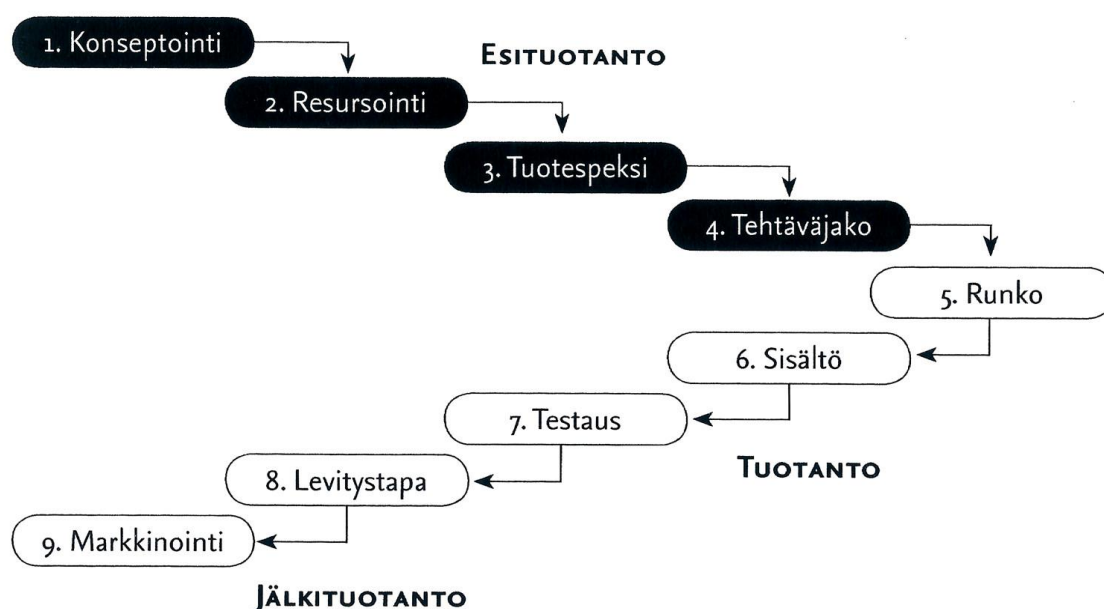 1. Konseptointi
ESITUOTANTO
2. Resursointi
3. Tuotespeksi
4. Tehtäväjako
5. Runko
6. Sisältö
7. Testaus
TUOTANTO
8. Levitystapa
9. Markkinointi
JÄLKITUOTANTO